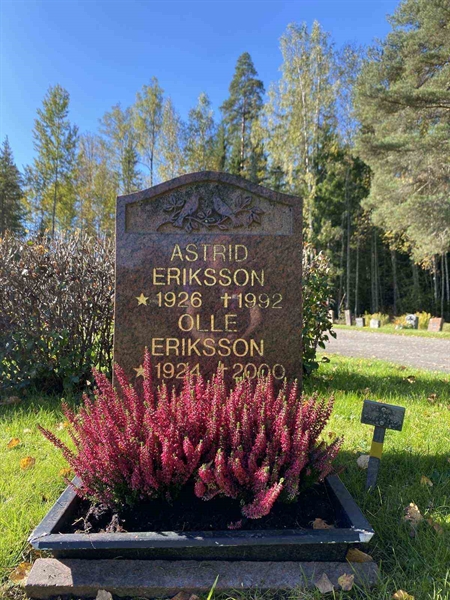 ASTRID
ERIKSSON
★1926 †1992
OLLE
ERIKSSON
★1924 †2000